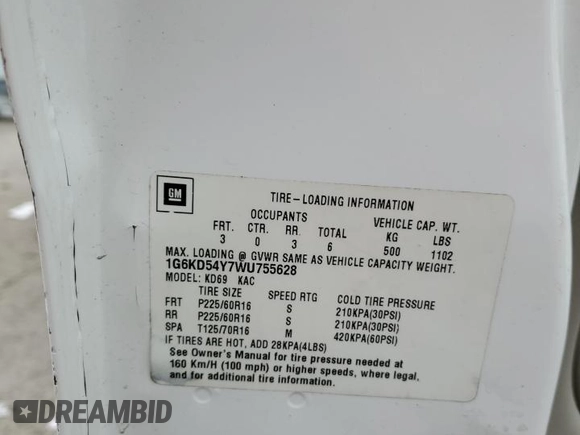 GM
TIRE-LOADING INFORMATION
OCCUPANTS VEHICLE CAP. WT.
FRT. CTR. RR. TOTAL KG LBS
3 0 3 6 500 1102
MAX. LOADING @ GVWR SAME AS VEHICLE CAPACITY WEIGHT.
1G6KD54Y7WU755628
MODEL: KD69 KAC
TIRE SIZE SPEED RTG COLD TIRE PRESSURE
FRT P225/60R16 S 210KPA(30PSI)
RR P225/60R16 S 210KPA(30PSI)
SPA T125/70R16 M 420KPA(60PSI)
IF TIRES ARE HOT, ADD 28KPA(4LBS)
See Owner's Manual for tire pressure needed at
160 Km/H (100 mph) or higher speeds, where legal,
and for additional tire information.
DREAMBID